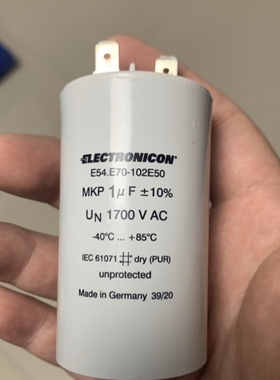 ELECTRONICON®
E54.E70-102E50
MKP 1µF ±10%
UN 1700 V AC
-40°C ... +85°C
IEC 61071 dry (PUR)
unprotected
Made in Germany 39/20